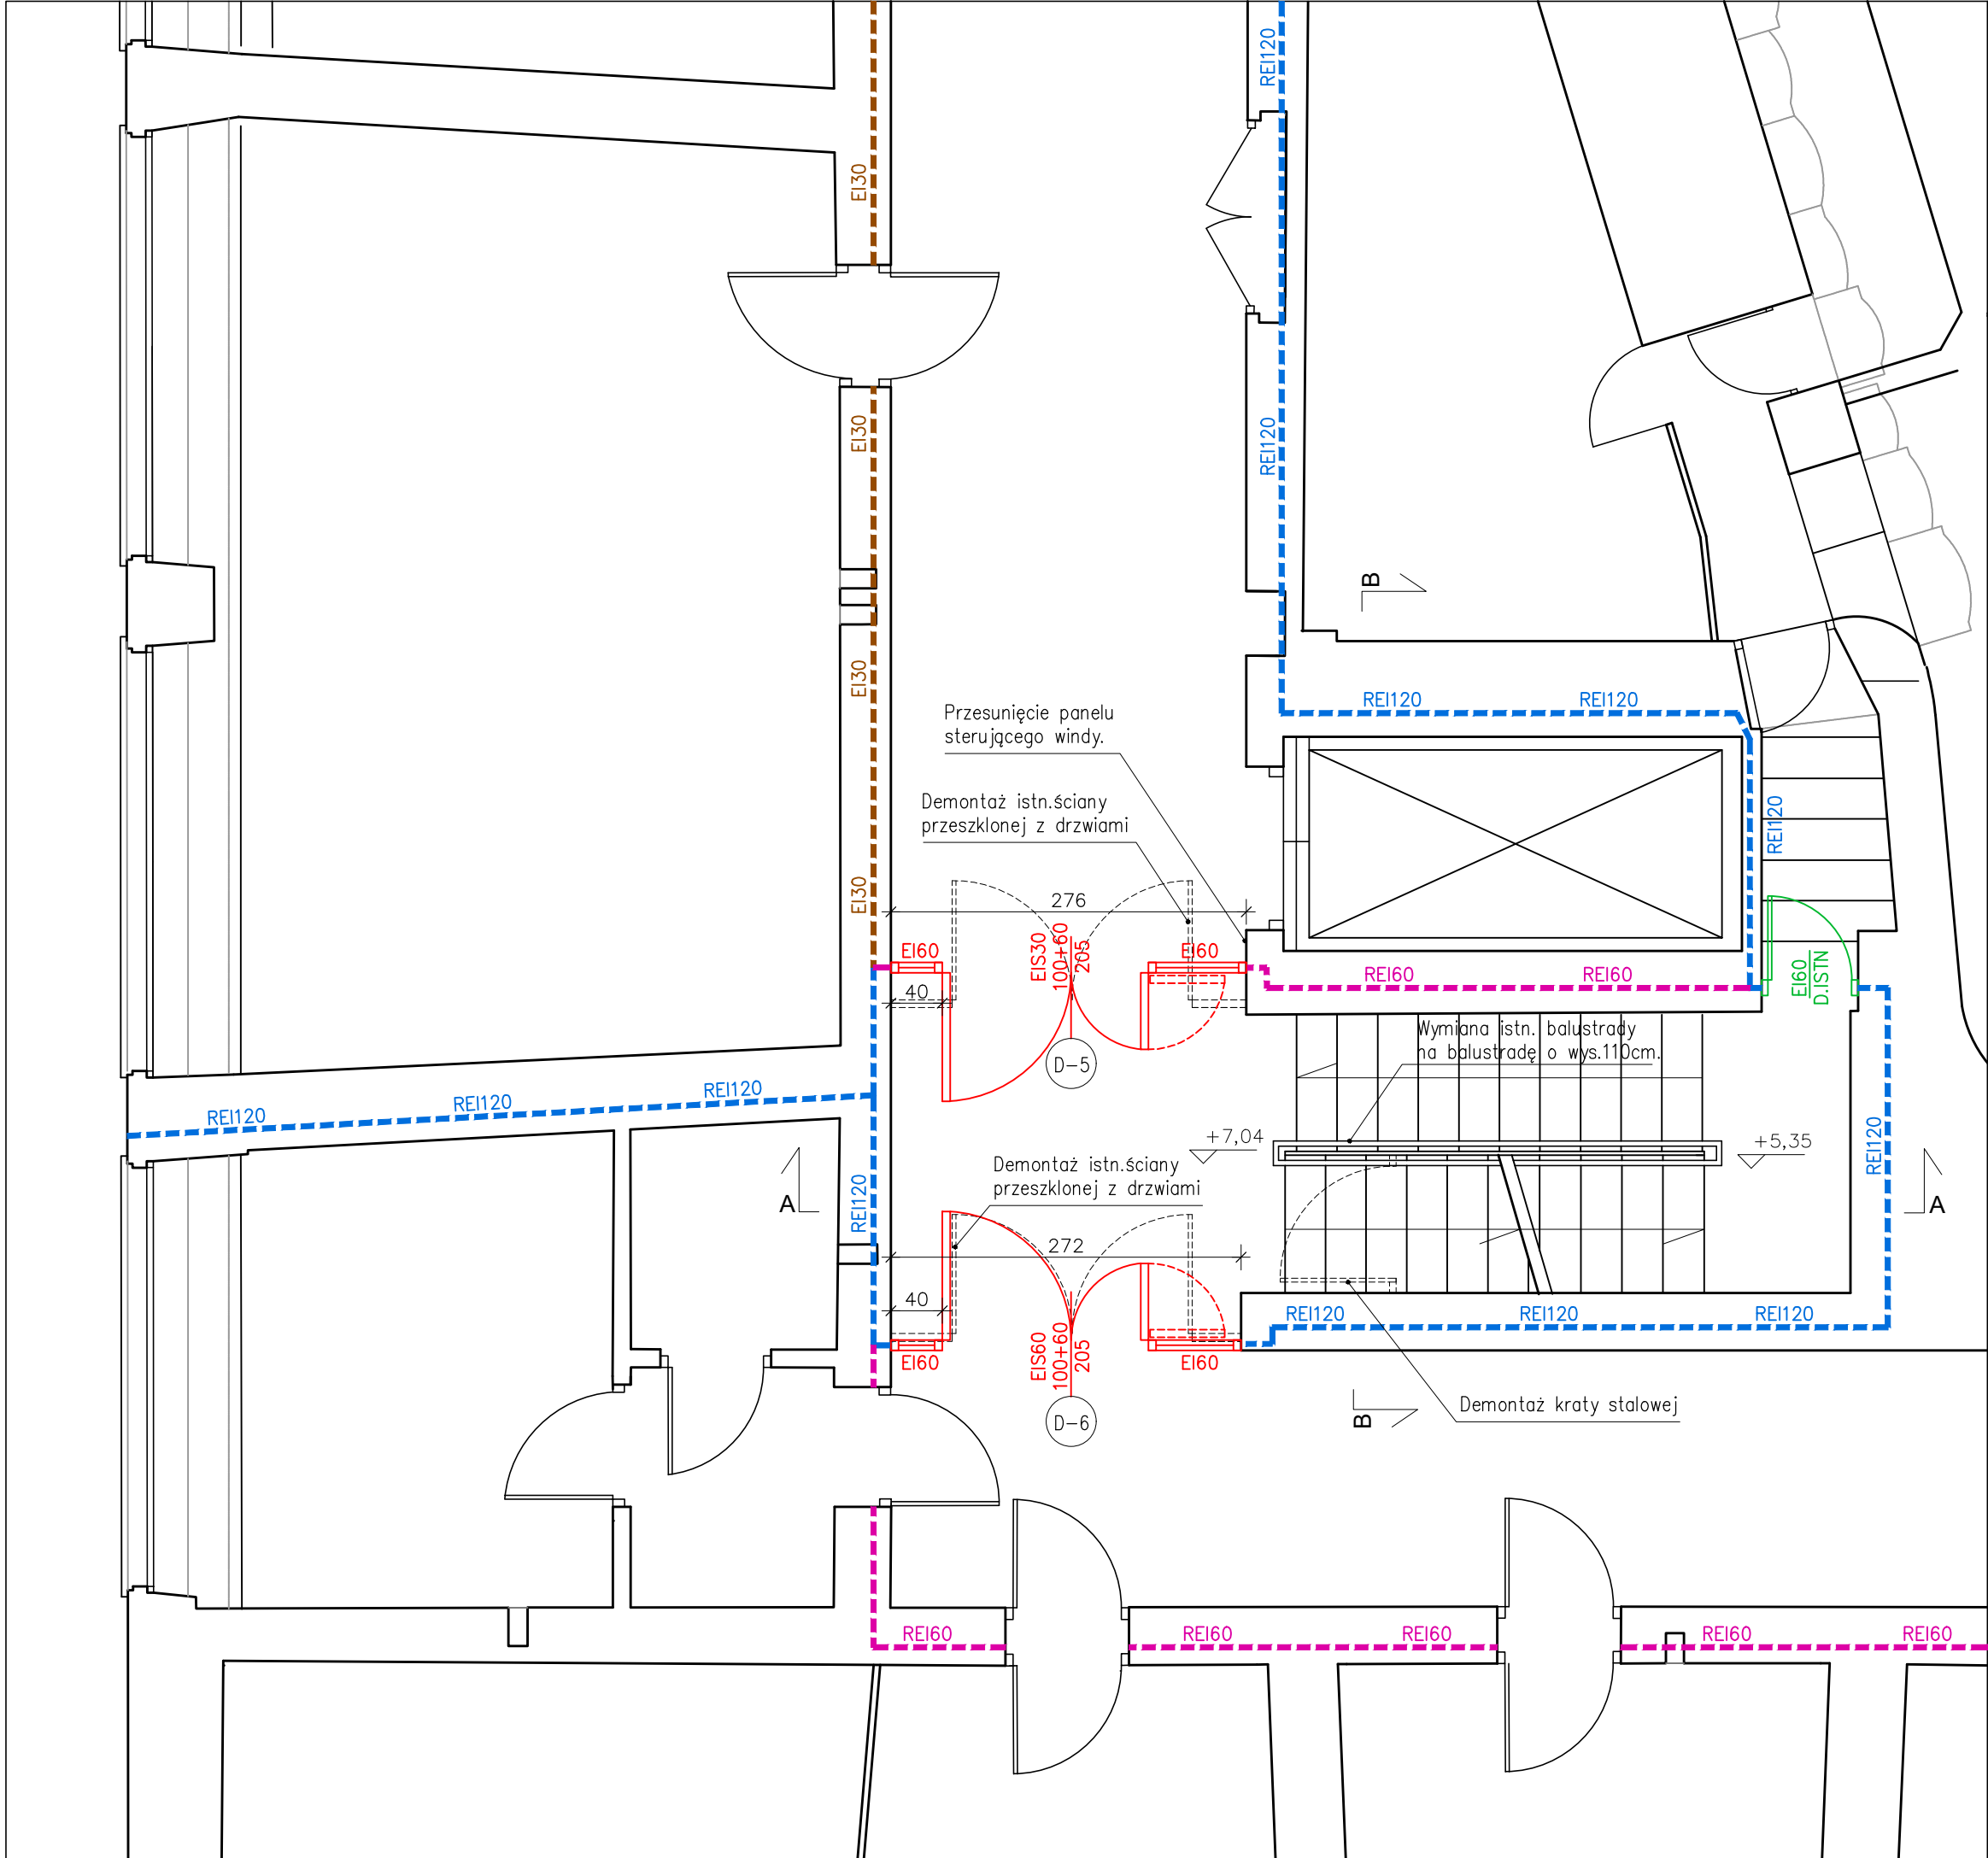 REI120
EI30
EI30
REI120
B
EI30
REI120
REI120
Przesunięcie panelu
sterującego windy.
Demontaż istn.ściany
przeszklonej z drzwiami
REI120
EI30
276
EI60
EIS30
100+60
205
EI60
REI60
REI60
EI60
D.ISTN
40
Wymiana istn. balustrady
na balustradę o wys.110cm.
D-5
REI120
REI120
REI120
+7,04
+5,35
REI120
Demontaż istn.ściany
przeszklonej z drzwiami
A
REI120
A
272
40
REI120
REI120
REI120
EI60
EIS60
100+60
205
EI60
Demontaż kraty stalowej
B
D-6
REI60
REI60
REI60
REI60
REI60